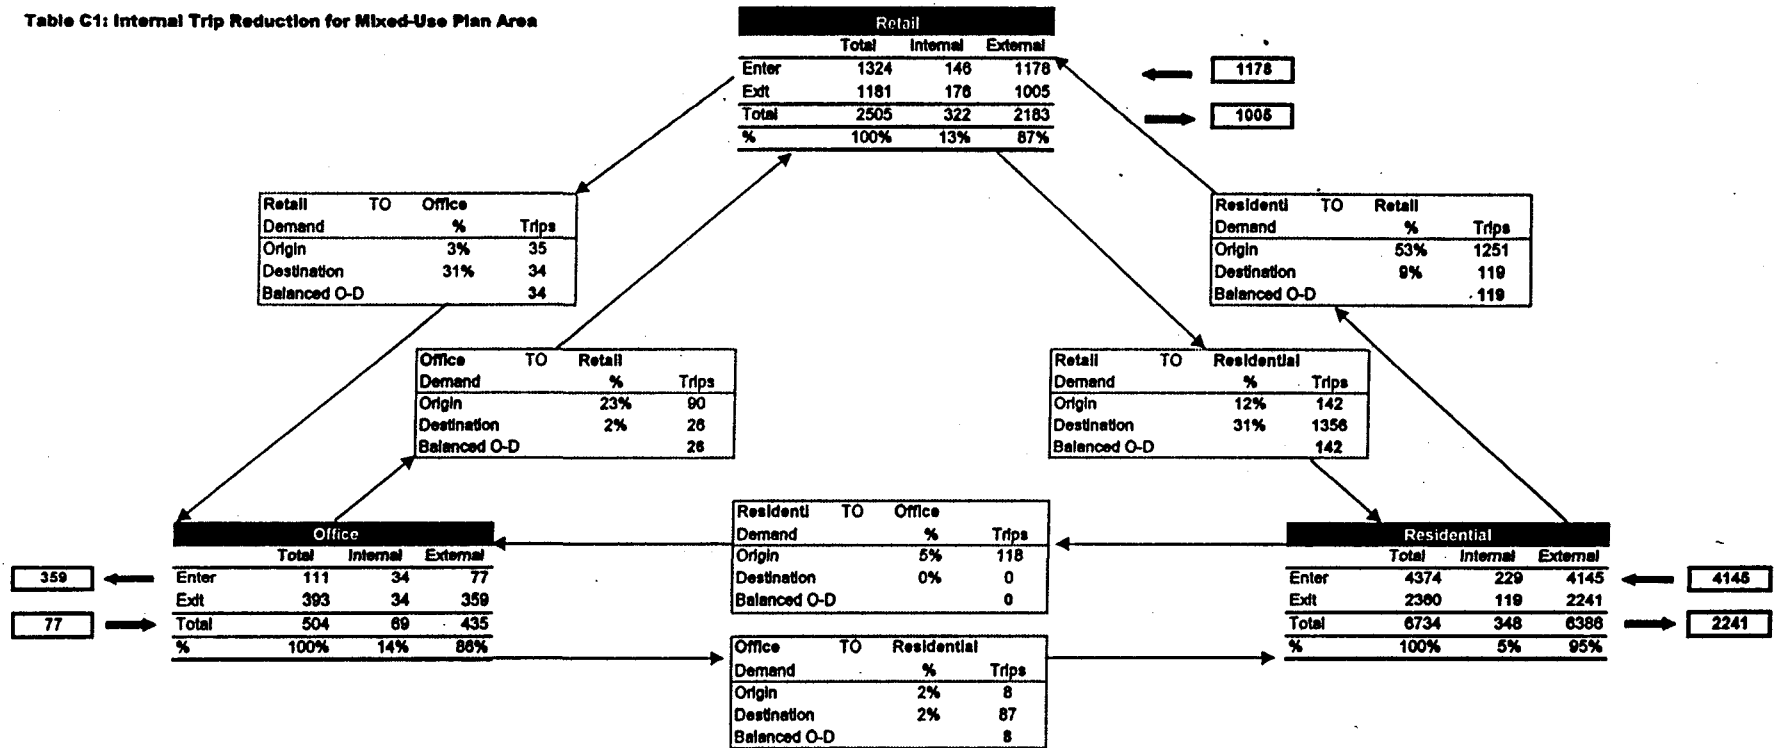 Table C1: Internal Trip Reduction for Mixed-Use Plan Area
Retail
Total Internal External
Enter 1324 146 1178
Exit 1181 176 1005
Total 2505 322 2183
% 100% 13% 87%
1178
1005
Retail TO Office
Demand % Trips
Origin 3% 35
Destination 31% 34
Balanced O-D 34
Residenti TO Retail
Demand % Trips
Origin 53% 1251
Destination 9% 119
Balanced O-D 119
Office TO Retail
Demand % Trips
Origin 23% 90
Destination 2% 26
Balanced O-D 26
Retail TO Residential
Demand % Trips
Origin 12% 142
Destination 31% 1356
Balanced O-D 142
Office
Total Internal External
Enter 111 34 77
Exit 393 34 359
Total 504 69 435
% 100% 14% 86%
359
77
Residenti TO Office
Demand % Trips
Origin 5% 118
Destination 0% 0
Balanced O-D 0
Residential
Total Internal External
Enter 4374 229 4145
Exit 2360 119 2241
Total 6734 348 6386
% 100% 5% 95%
4145
2241
Office TO Residential
Demand % Trips
Origin 2% 8
Destination 2% 87
Balanced O-D 8